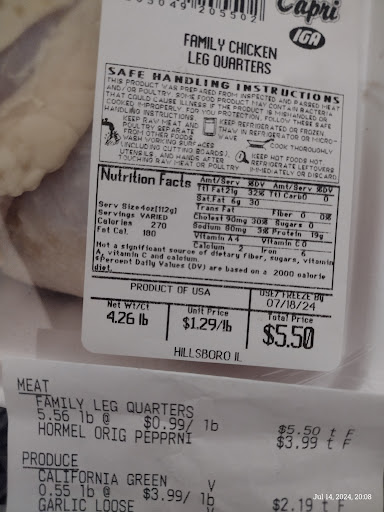 205502
Capri
IGA
FAMILY CHICKEN
LEG QUARTERS
SAFE HANDLING INSTRUCTIONS
THIS PRODUCT WAS PREPARED FROM INSPECTED AND PASSED MEAT
AND/OR POULTRY. SOME FOOD PRODUCT MAY CONTAIN BACTERIA
THAT COULD CAUSE ILLNESS IF THE PRODUCT IS MISHANDLED OR
COOKED IMPROPERLY. FOR YOU PROTECTION, FOLLOW THESE SAFE
HANDLING INSTRUCTIONS.
KEEP RAW MEAT AND
POULTRY SEPARATE
FROM OTHER FOODS.
WASH WORKING SURFACES
(INCLUDING CUTTING BOARDS),
UTENSILS, AND HANDS AFTER
TOUCHING RAW MEAT OR POULTRY
KEEP REFRIGERATED OR FROZEN.
THAW IN REFRIGERATOR OR MICRO-
COOK THOROUGHLY
KEEP HOT FOODS HOT
REFRIGERATE LEFTOVERS
IMMEDIATELY OR DISCARD.
Nutrition Facts
Serv Size4oz(112g)
Servings VARIED
Calories 270
Fat Cal. 180
Amt/Serv %DV Amt/Serv %DV
Ttl Fat21g 32% Ttl Carb0 0%
Sat.Fat 6g 30
Trans Fat Fiber 0 0%
Cholest 90mg 30% Sugars 0
Sodium 80mg 3% Protein 19g
Vitamin A 4 Vitamin C 0
Calcium 2 Iron 6
Not a significant source of dietary fiber, sugars, vitamin
A, vitamin C and calcium.
*Percent Daily Values (DV) are based on a 2000 calorie
diet.
PRODUCT OF USA
USE/FREEZE BY
07/18/24
Net Wt/Ct
4.26 lb
Unit Price
$1.29/lb
Total Price
$5.50
HILLSBORO IL
MEAT
FAMILY LEG QUARTERS
5.56 lb @ $0.99/ lb $5.50 t F
HORMEL ORIG PEPPRNI $3.99 t F
PRODUCE
CALIFORNIA GREEN V
0.55 lb @ $3.99/ lb $2.19 t F
GARLIC LOOSE V
Jul 14, 2024, 20:08